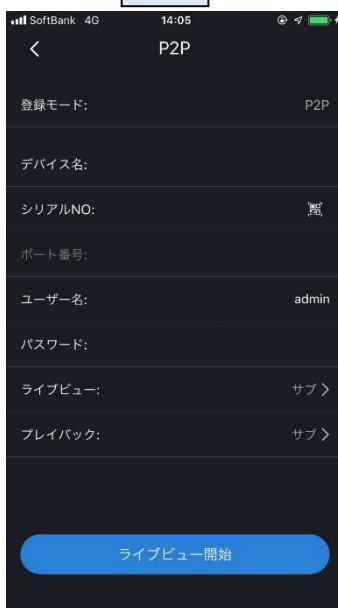 SoftBank 4G 14:05
P2P
登録モード: P2P
デバイス名:
シリアルNO:
ポート番号:
ユーザー名: admin
パスワード:
ライブビュー: サブ
プレイバック: サブ
ライブビュー開始